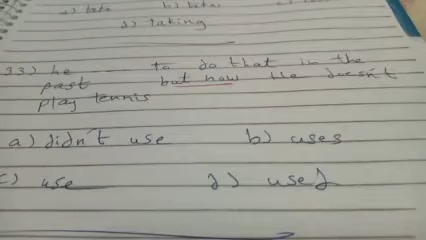 d) taking
33) he ____ to do that in the
past but now he doesn't
play tennis
a) didn't use b) uses
c) use d) used